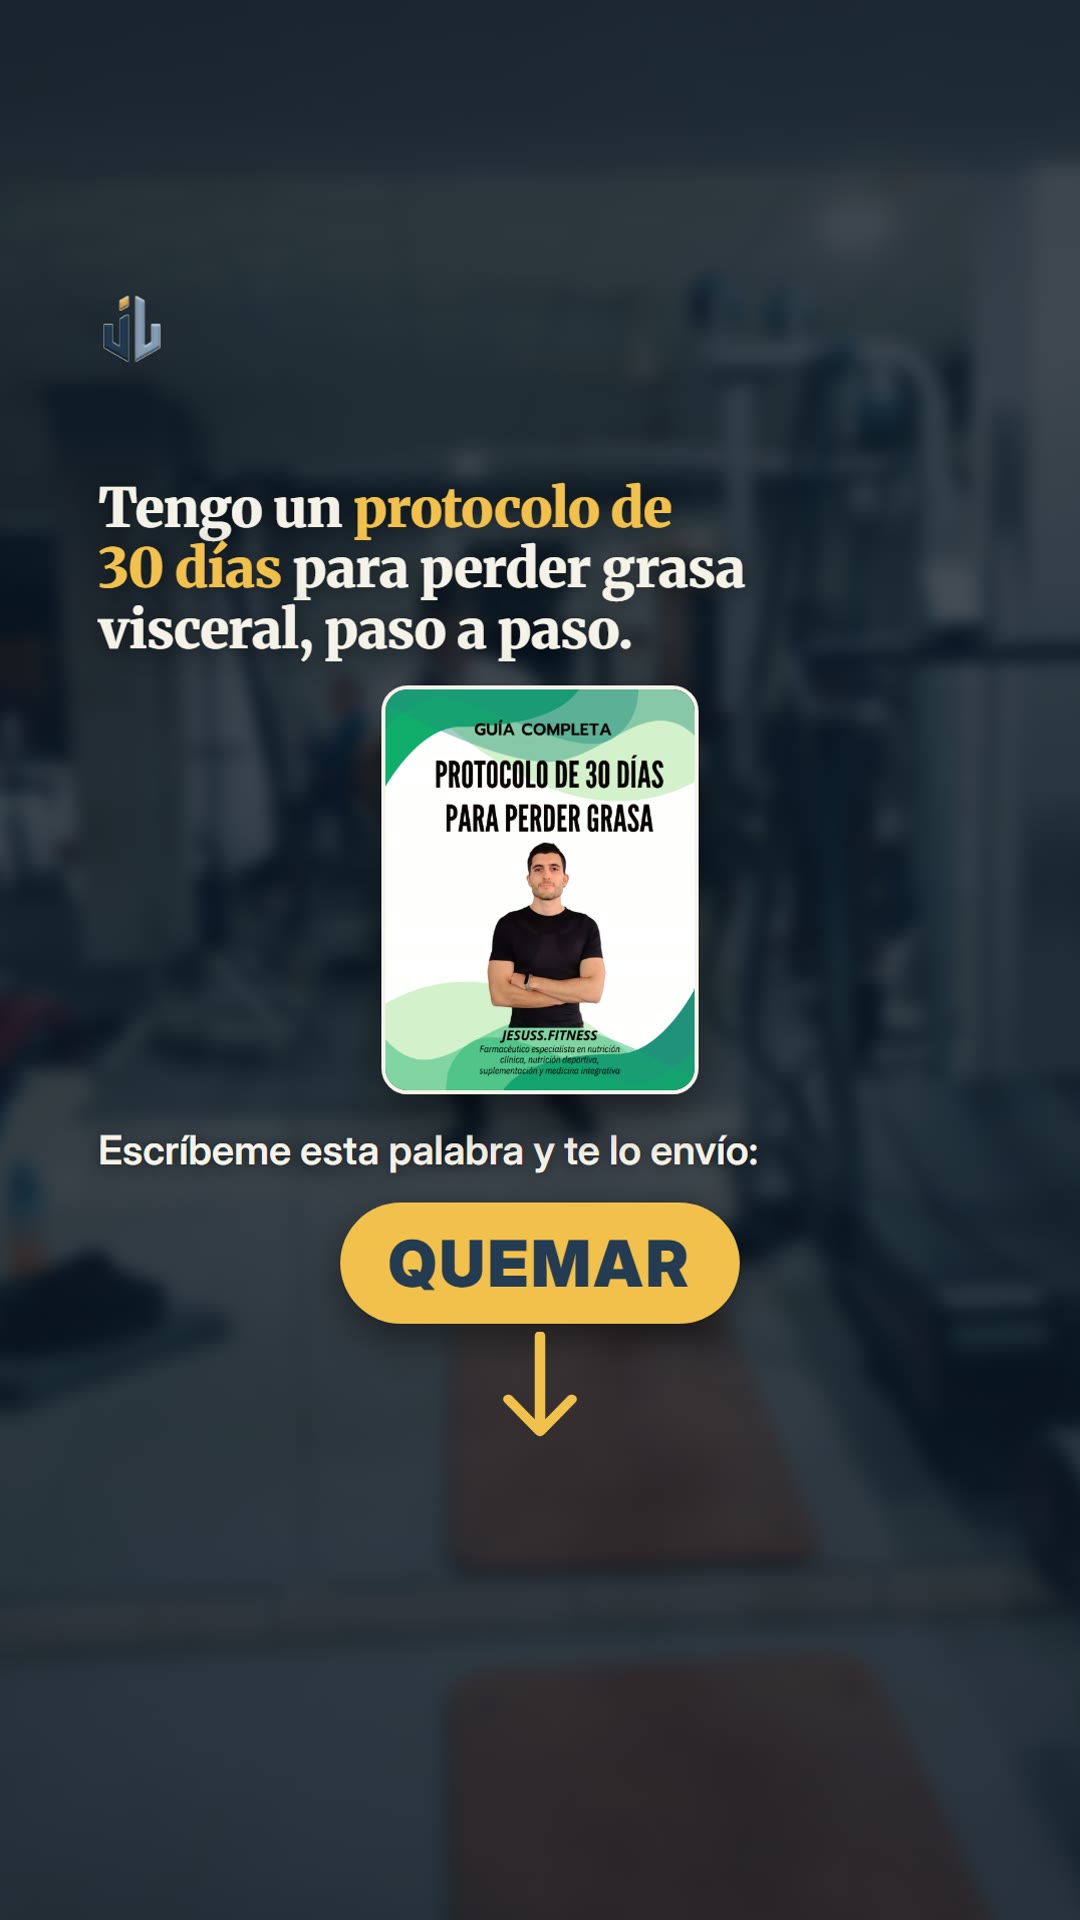 Tengo un protocolo de
30 días para perder grasa
visceral, paso a paso.
GUÍA COMPLETA
PROTOCOLO DE 30 DÍAS
PARA PERDER GRASA
JESUSS.FITNESS
Farmacéutico especialista en nutrición
clínica, nutrición deportiva,
suplementación y medicina integrativa
Escríbeme esta palabra y te lo envío:
QUEMAR